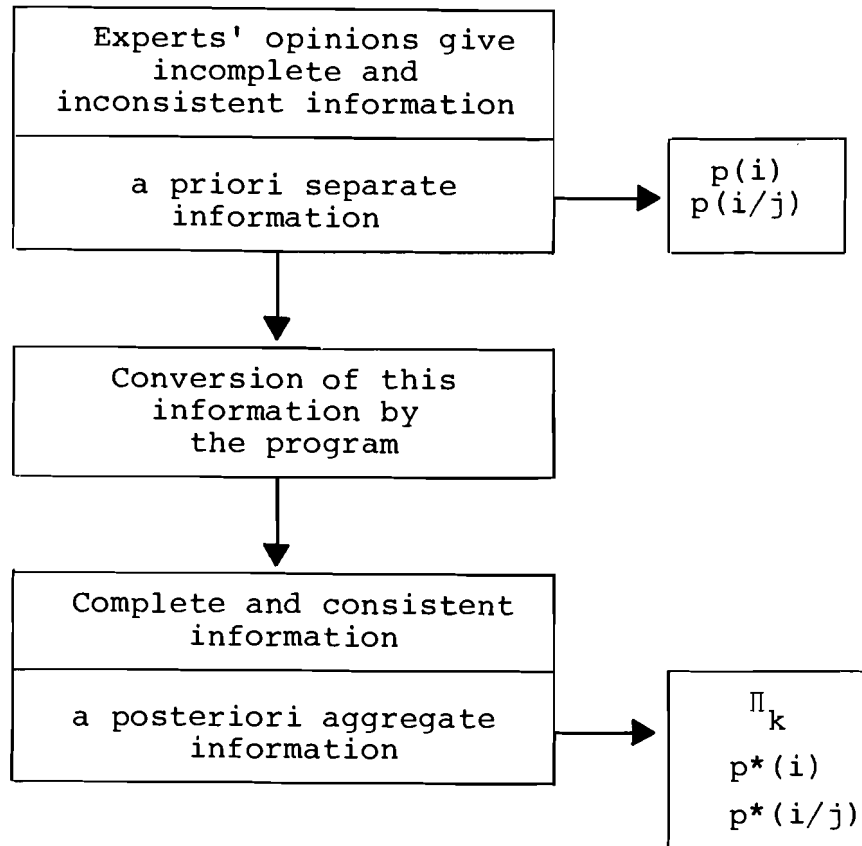 Experts' opinions give
incomplete and
inconsistent information
a priori separate
information
p(i)
p(i/j)
Conversion of this
information by
the program
Complete and consistent
information
a posteriori aggregate
information
Π_k
p*(i)
p*(i/j)